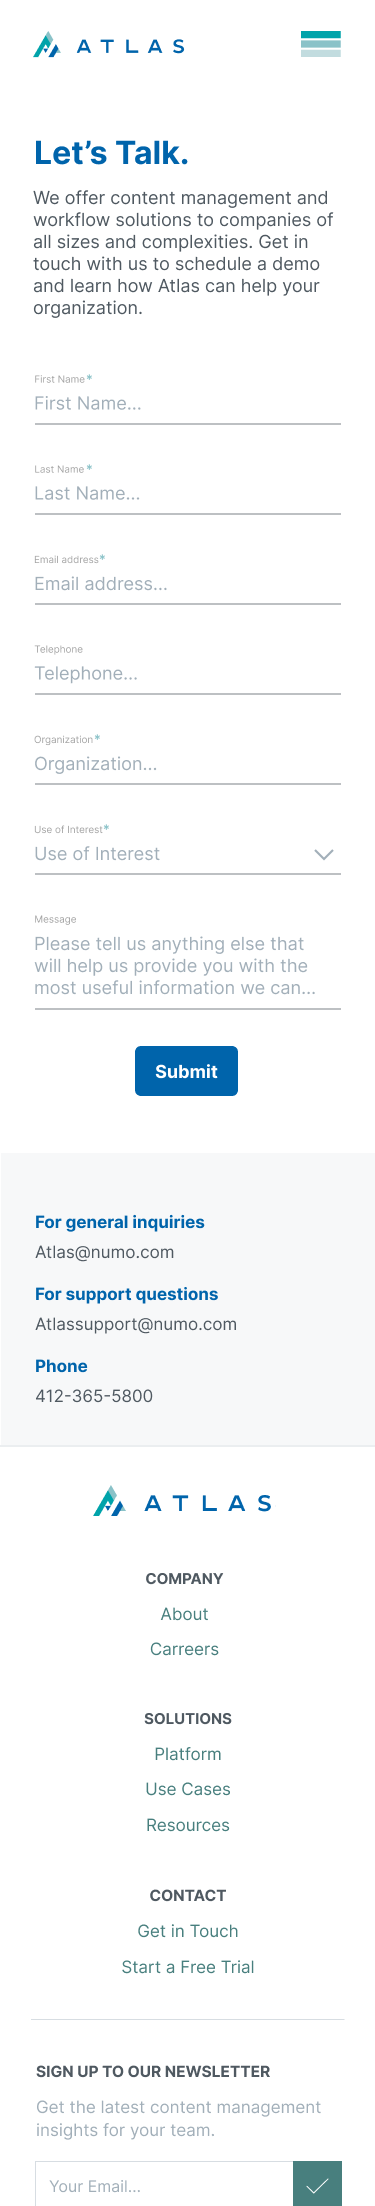 ATLAS
Let’s Talk.
We offer content management and
workflow solutions to companies of
all sizes and complexities. Get in
touch with us to schedule a demo
and learn how Atlas can help your
organization.
First Name*
First Name...
Last Name*
Last Name...
Email address*
Email address...
Telephone
Telephone...
Organization*
Organization...
Use of Interest*
Use of Interest
Message
Please tell us anything else that
will help us provide you with the
most useful information we can...
Submit
For general inquiries
Atlas@numo.com
For support questions
Atlassupport@numo.com
Phone
412-365-5800
ATLAS
COMPANY
About
Carreers
SOLUTIONS
Platform
Use Cases
Resources
CONTACT
Get in Touch
Start a Free Trial
SIGN UP TO OUR NEWSLETTER
Get the latest content management
insights for your team.
Your Email...